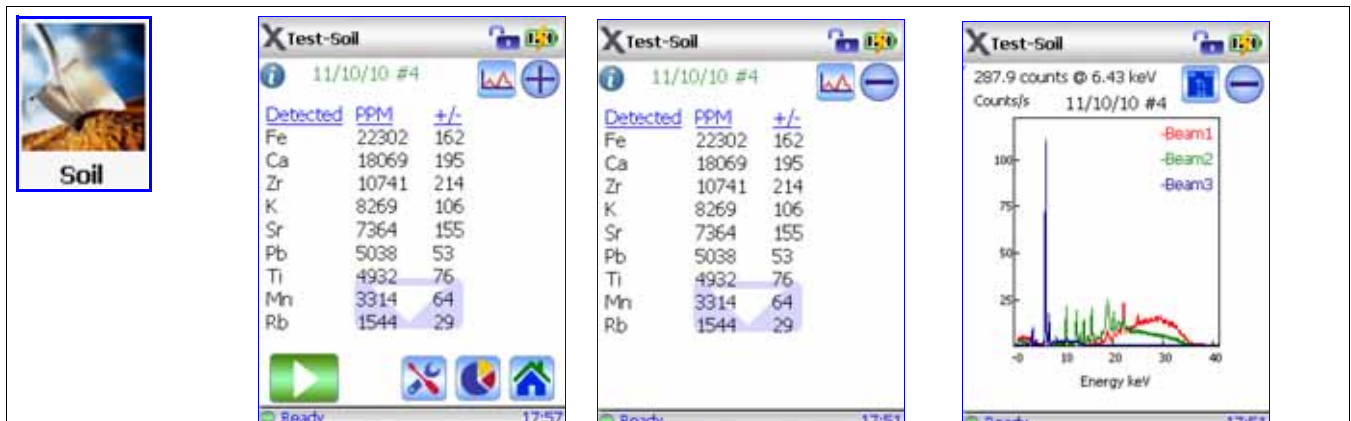 Soil
Test-Soil
11/10/10 #4
Detected PPM +/-
Fe 22302 162
Ca 18069 195
Zr 10741 214
K 8269 106
Sr 7364 155
Pb 5038 53
Ti 4932 76
Mn 3314 64
Rb 1544 29
Ready 17:57
Test-Soil
11/10/10 #4
Detected PPM +/-
Fe 22302 162
Ca 18069 195
Zr 10741 214
K 8269 106
Sr 7364 155
Pb 5038 53
Ti 4932 76
Mn 3314 64
Rb 1544 29
Ready 17:51
Test-Soil
287.9 counts @ 6.43 keV
Counts/s 11/10/10 #4
-Beam1
100
-Beam2
-Beam3
75
50
25
-0 10 20 30 40
Energy keV
Ready 17:51